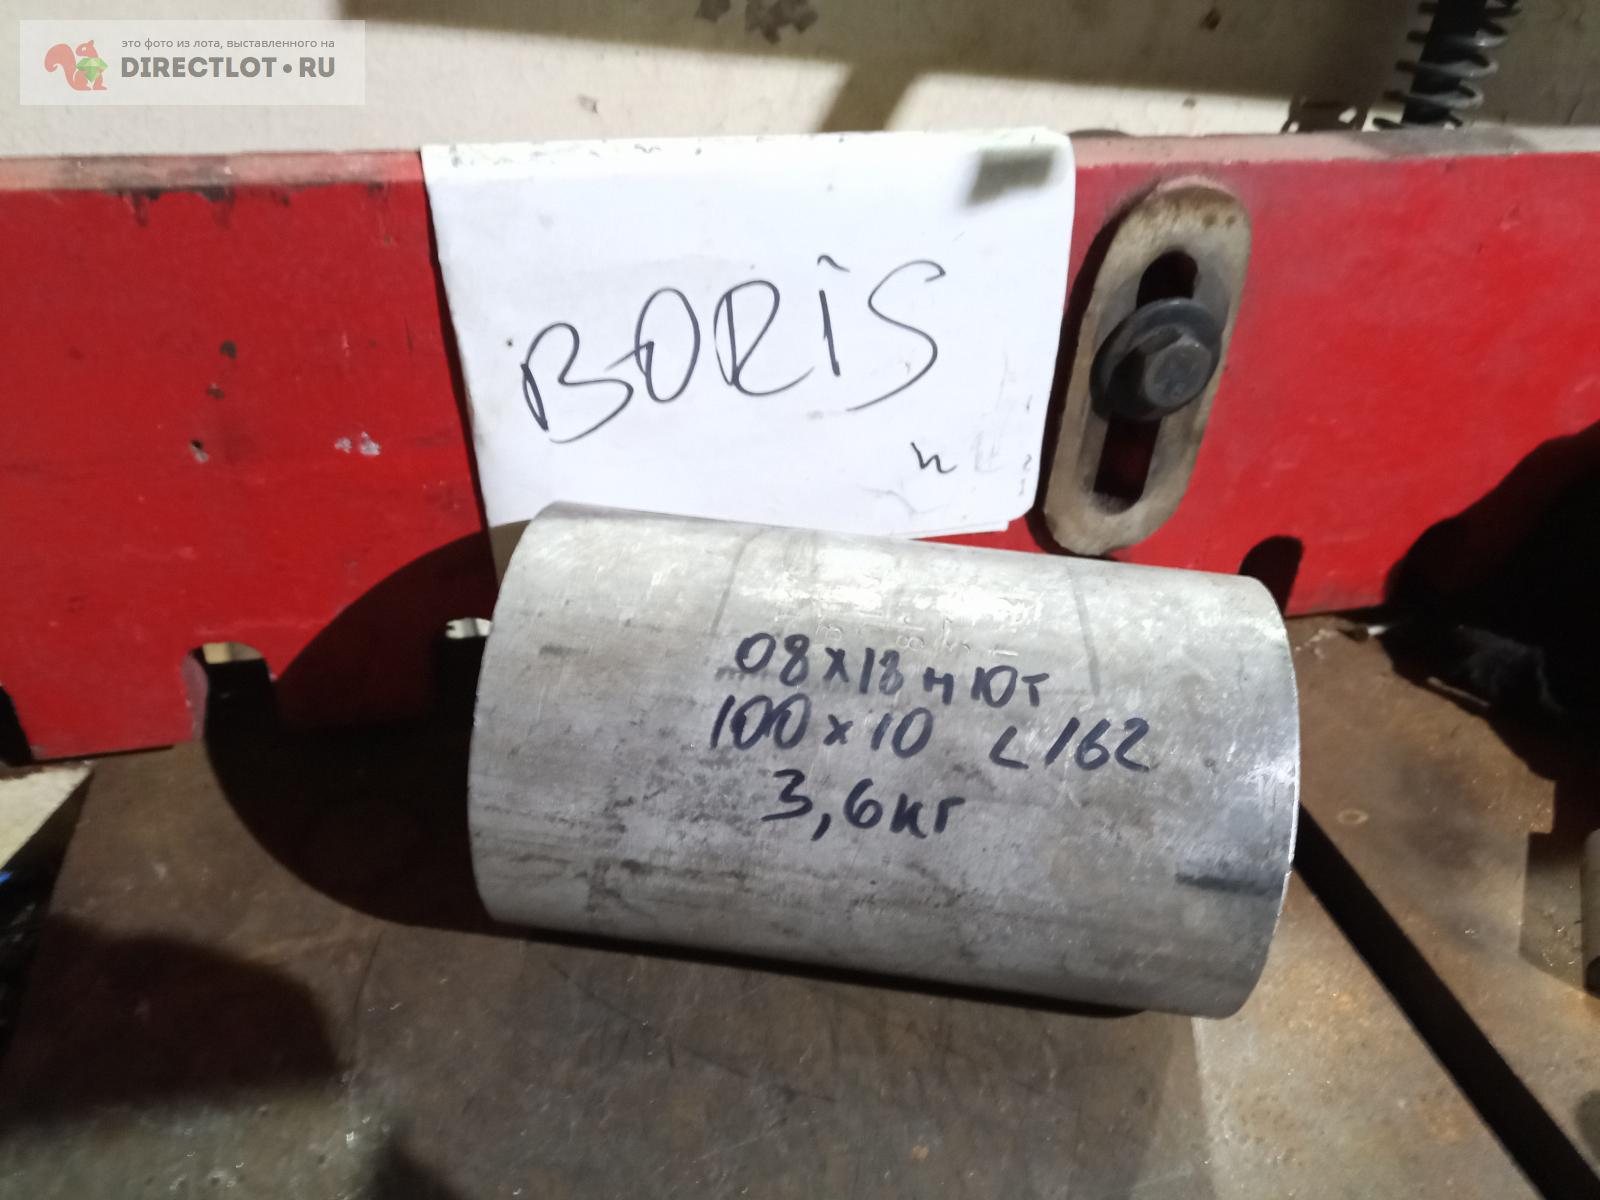 это фото из лота, выставленного на
DIRECTLOT•RU
BORIS
08х18н10т
100х10 L162
3,6кг